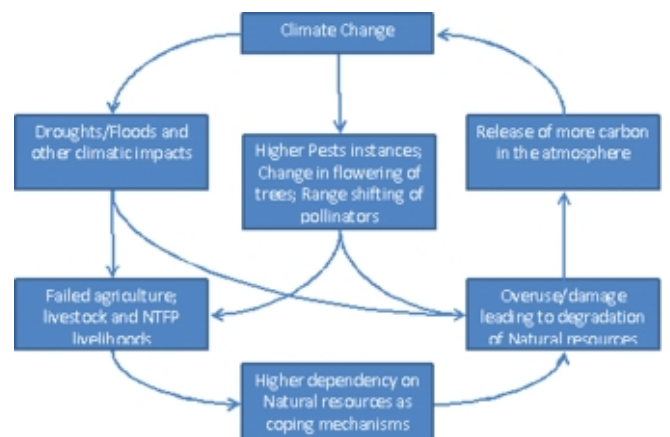 Climate Change
Droughts/Floods and
other climatic impacts
Higher Pests instances;
Change in flowering of
trees; Range shifting of
pollinators
Release of more carbon
in the atmosphere
Failed agriculture;
livestock and NTFP
livelihoods
Overuse/damage
leading to degradation
of Natural resources
Higher dependency on
Natural resources as
coping mechanisms